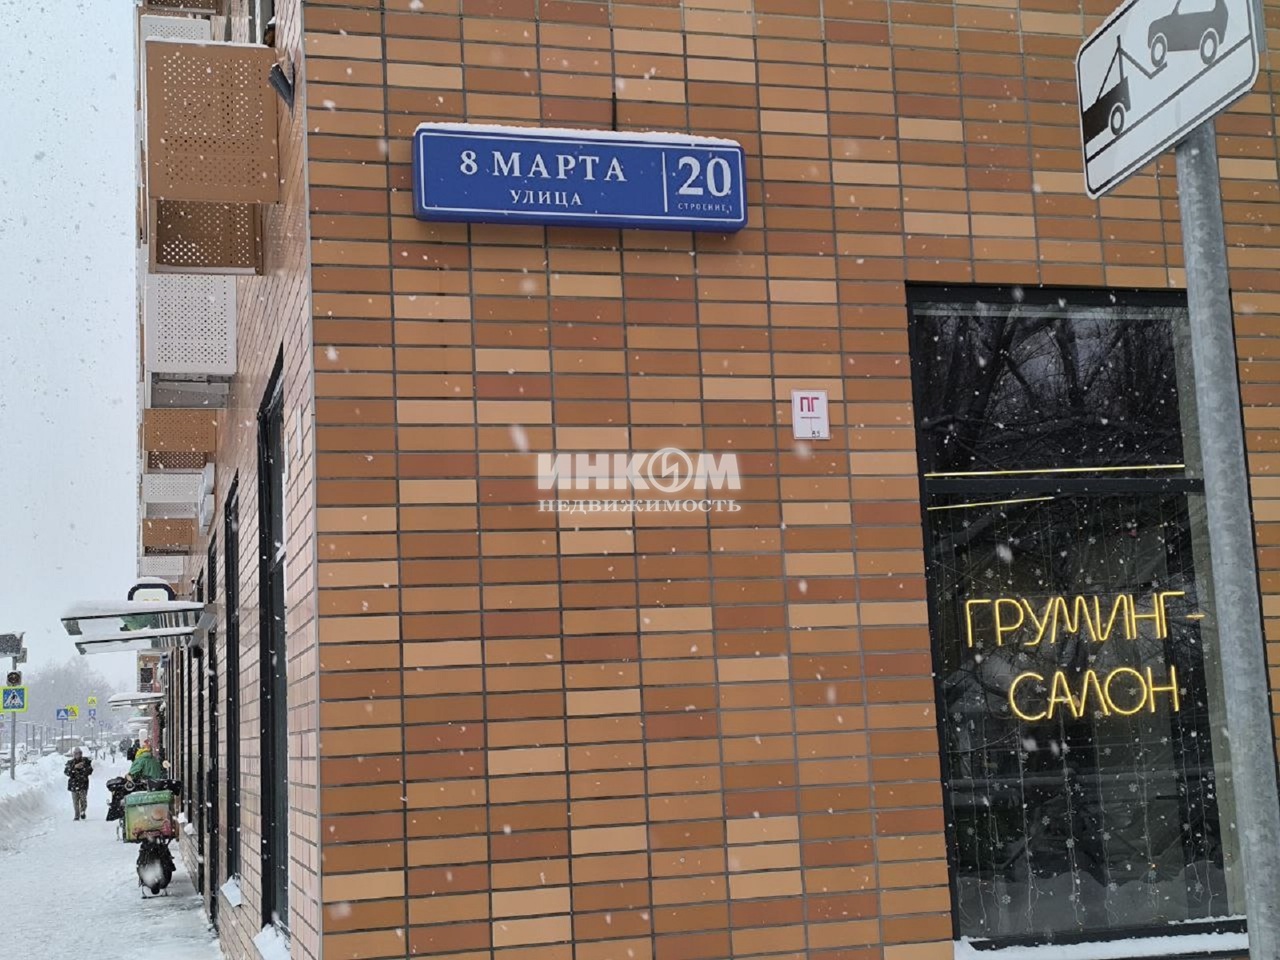 8 МАРТА
УЛИЦА
20
СТРОЕНИЕ 1
ПГ
ИНКОМ
НЕДВИЖИМОСТЬ
ГРУМИНГ-
САЛОН